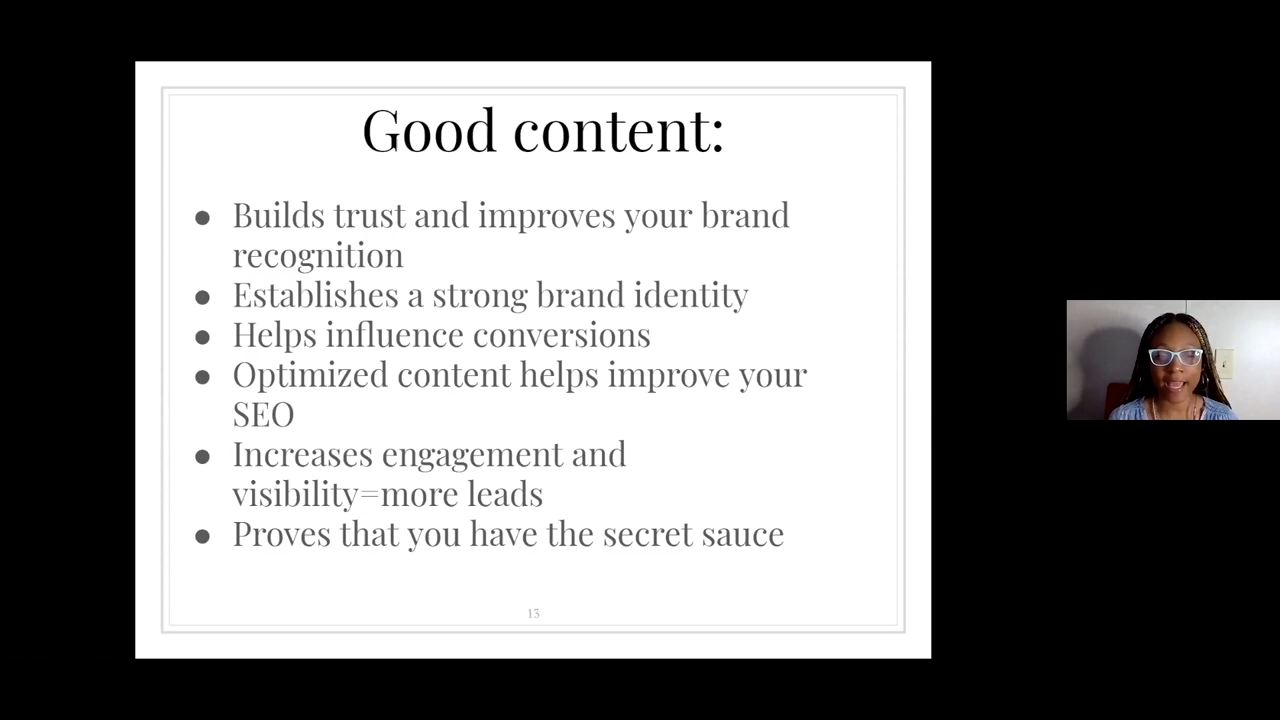 Good content:
● Builds trust and improves your brand
recognition
● Establishes a strong brand identity
● Helps influence conversions
● Optimized content helps improve your
SEO
● Increases engagement and
visibility=more leads
● Proves that you have the secret sauce
13